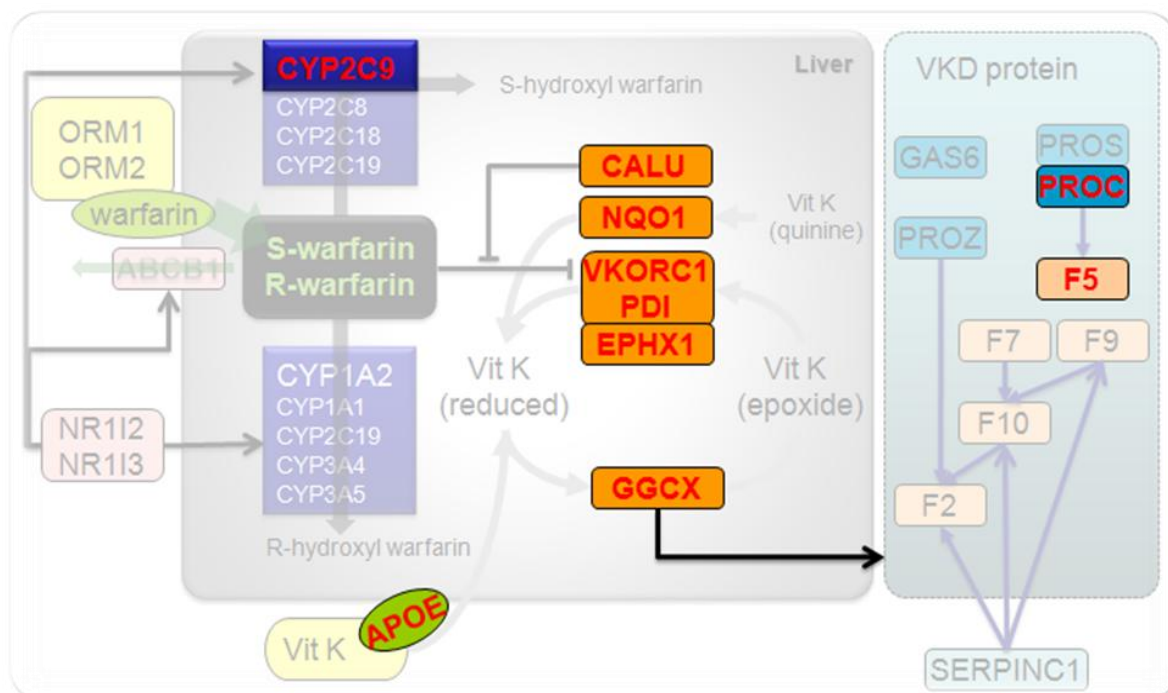 CYP2C9
CYP2C8
CYP2C18
CYP2C19
S-hydroxyl warfarin
Liver
ORM1
ORM2
warfarin
ABCB1
S-warfarin
R-warfarin
CALU
NQO1
Vit K
(quinine)
VKORC1
PDI
EPHX1
Vit K
(reduced)
Vit K
(epoxide)
CYP1A2
CYP1A1
CYP2C19
CYP3A4
CYP3A5
NR1I2
NR1I3
GGCX
R-hydroxyl warfarin
Vit K
APOE
VKD protein
GAS6
PROS
PROC
PROZ
F5
F7
F9
F10
F2
SERPINC1